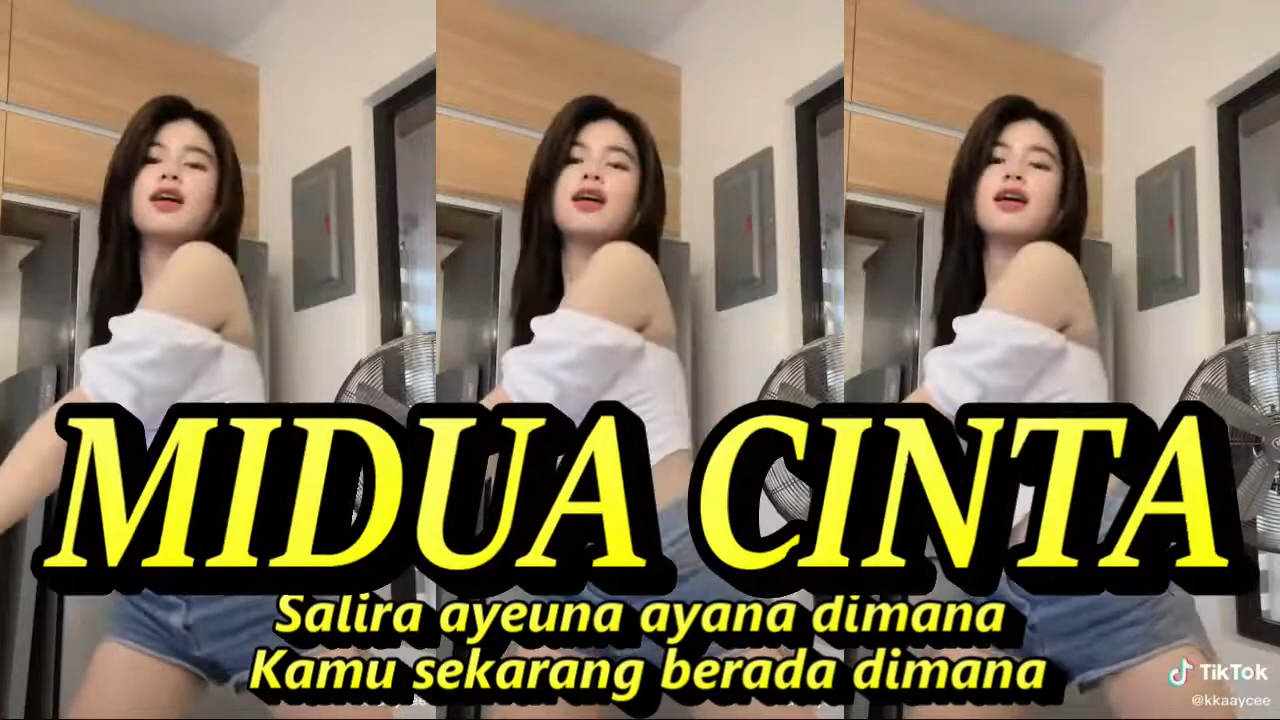 MIDUA CINTA
Salira ayeuna ayana dimana
Kamu sekarang berada dimana
TikTok
@kkaaycee